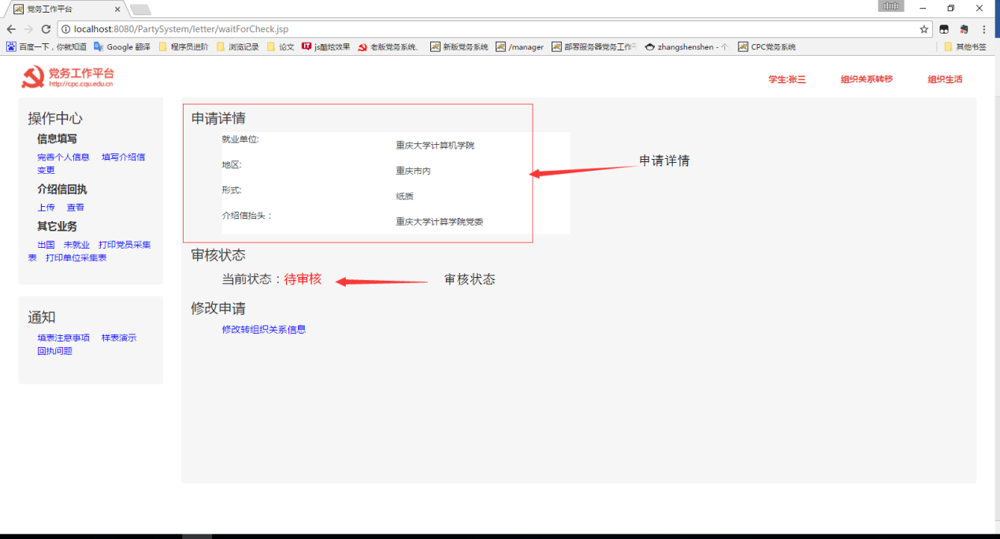 党务工作平台
申申
localhost:8080/PartySystem/letter/waitForCheck.jsp
百度一下，你就知道 Google 翻译 程序员进阶 浏览记录 论文 js酷炫效果 老版党务系统. 新版党务系统 /manager 部署服务器党务工作平 zhangshenshen - 个 CPC党务系统 其他书签
党务工作平台
http://cpc.cqu.edu.cn
学生:张三 组织关系转移 组织生活
操作中心
信息填写
完善个人信息 填写介绍信
变更
介绍信回执
上传 查看
其它业务
出国 未就业 打印党员采集
表 打印单位采集表
通知
填表注意事项 样表演示
回执问题
申请详情
就业单位: 重庆大学计算机学院
地区: 重庆市内
形式: 纸质
介绍信抬头： 重庆大学计算学院党委
申请详情
审核状态
当前状态：待审核
审核状态
修改申请
修改转组织关系信息